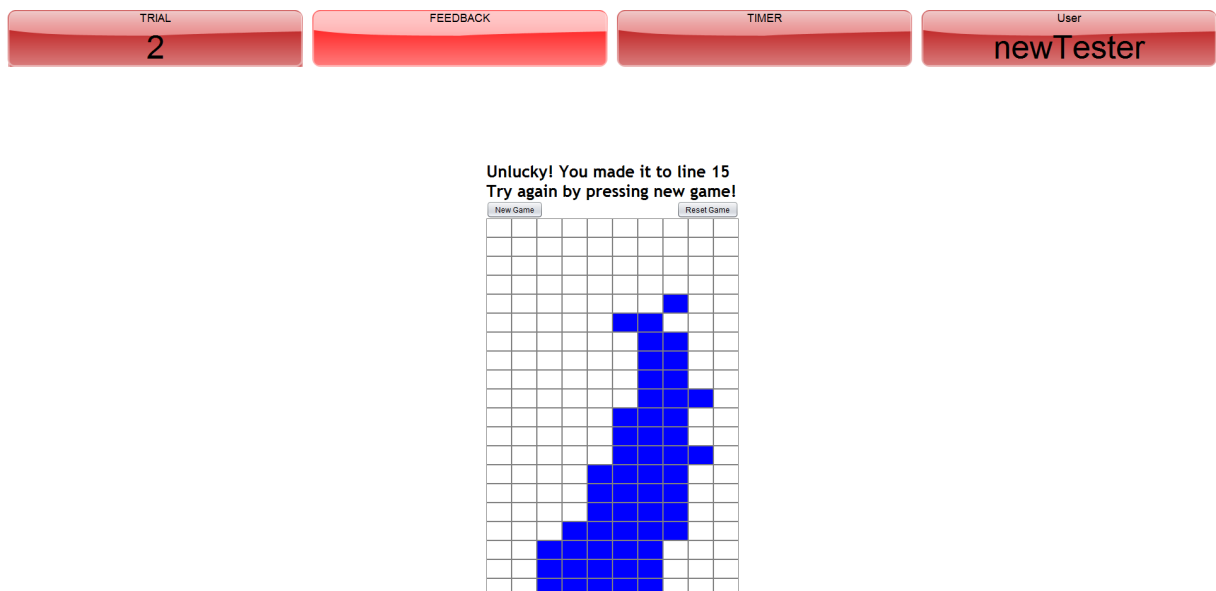 TRIAL
2
FEEDBACK
TIMER
User
newTester
Unlucky! You made it to line 15
Try again by pressing new game!
New Game
Reset Game